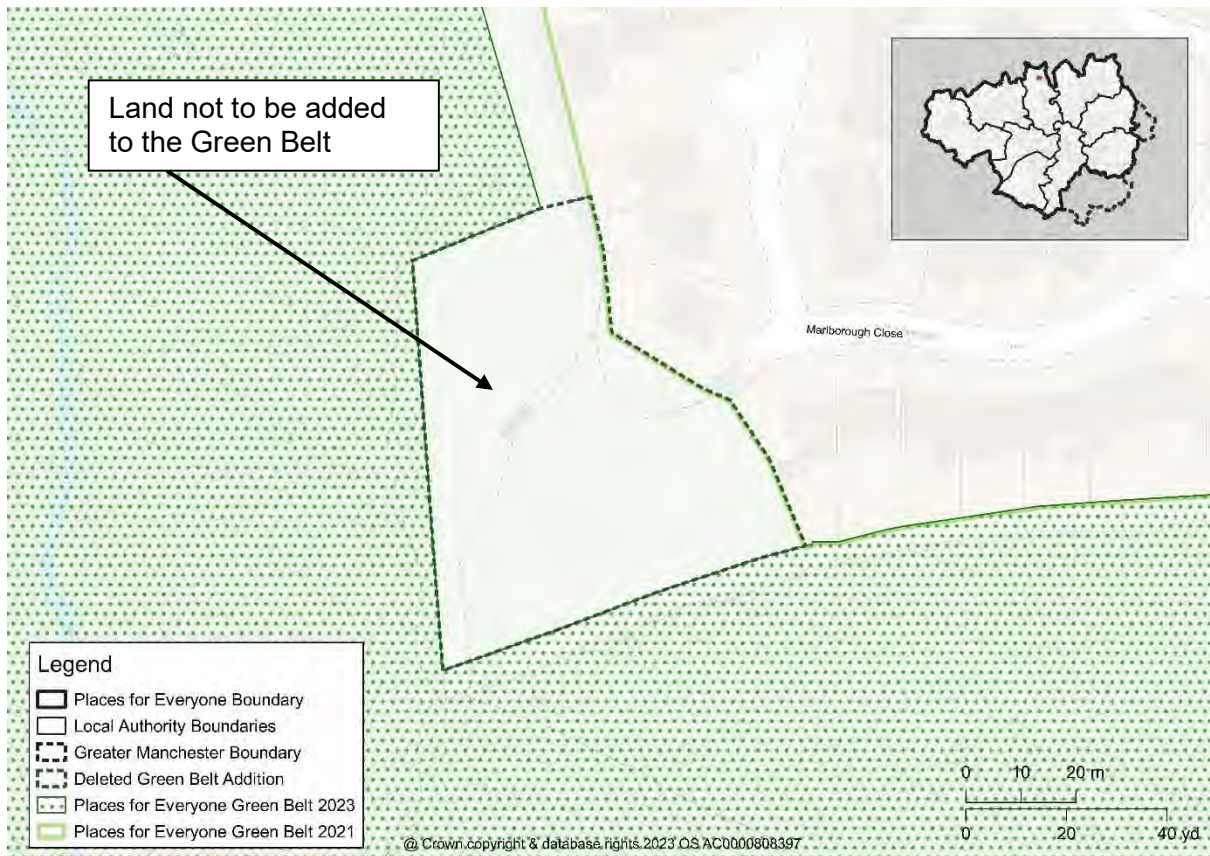 Land not to be added
to the Green Belt
Marlborough Close
Legend
Places for Everyone Boundary
Local Authority Boundaries
Greater Manchester Boundary
Deleted Green Belt Addition
Places for Everyone Green Belt 2023
Places for Everyone Green Belt 2021
0 10 20 m
0 20 40 yd
@ Crown copyright & database rights 2023 OS AC0000808397